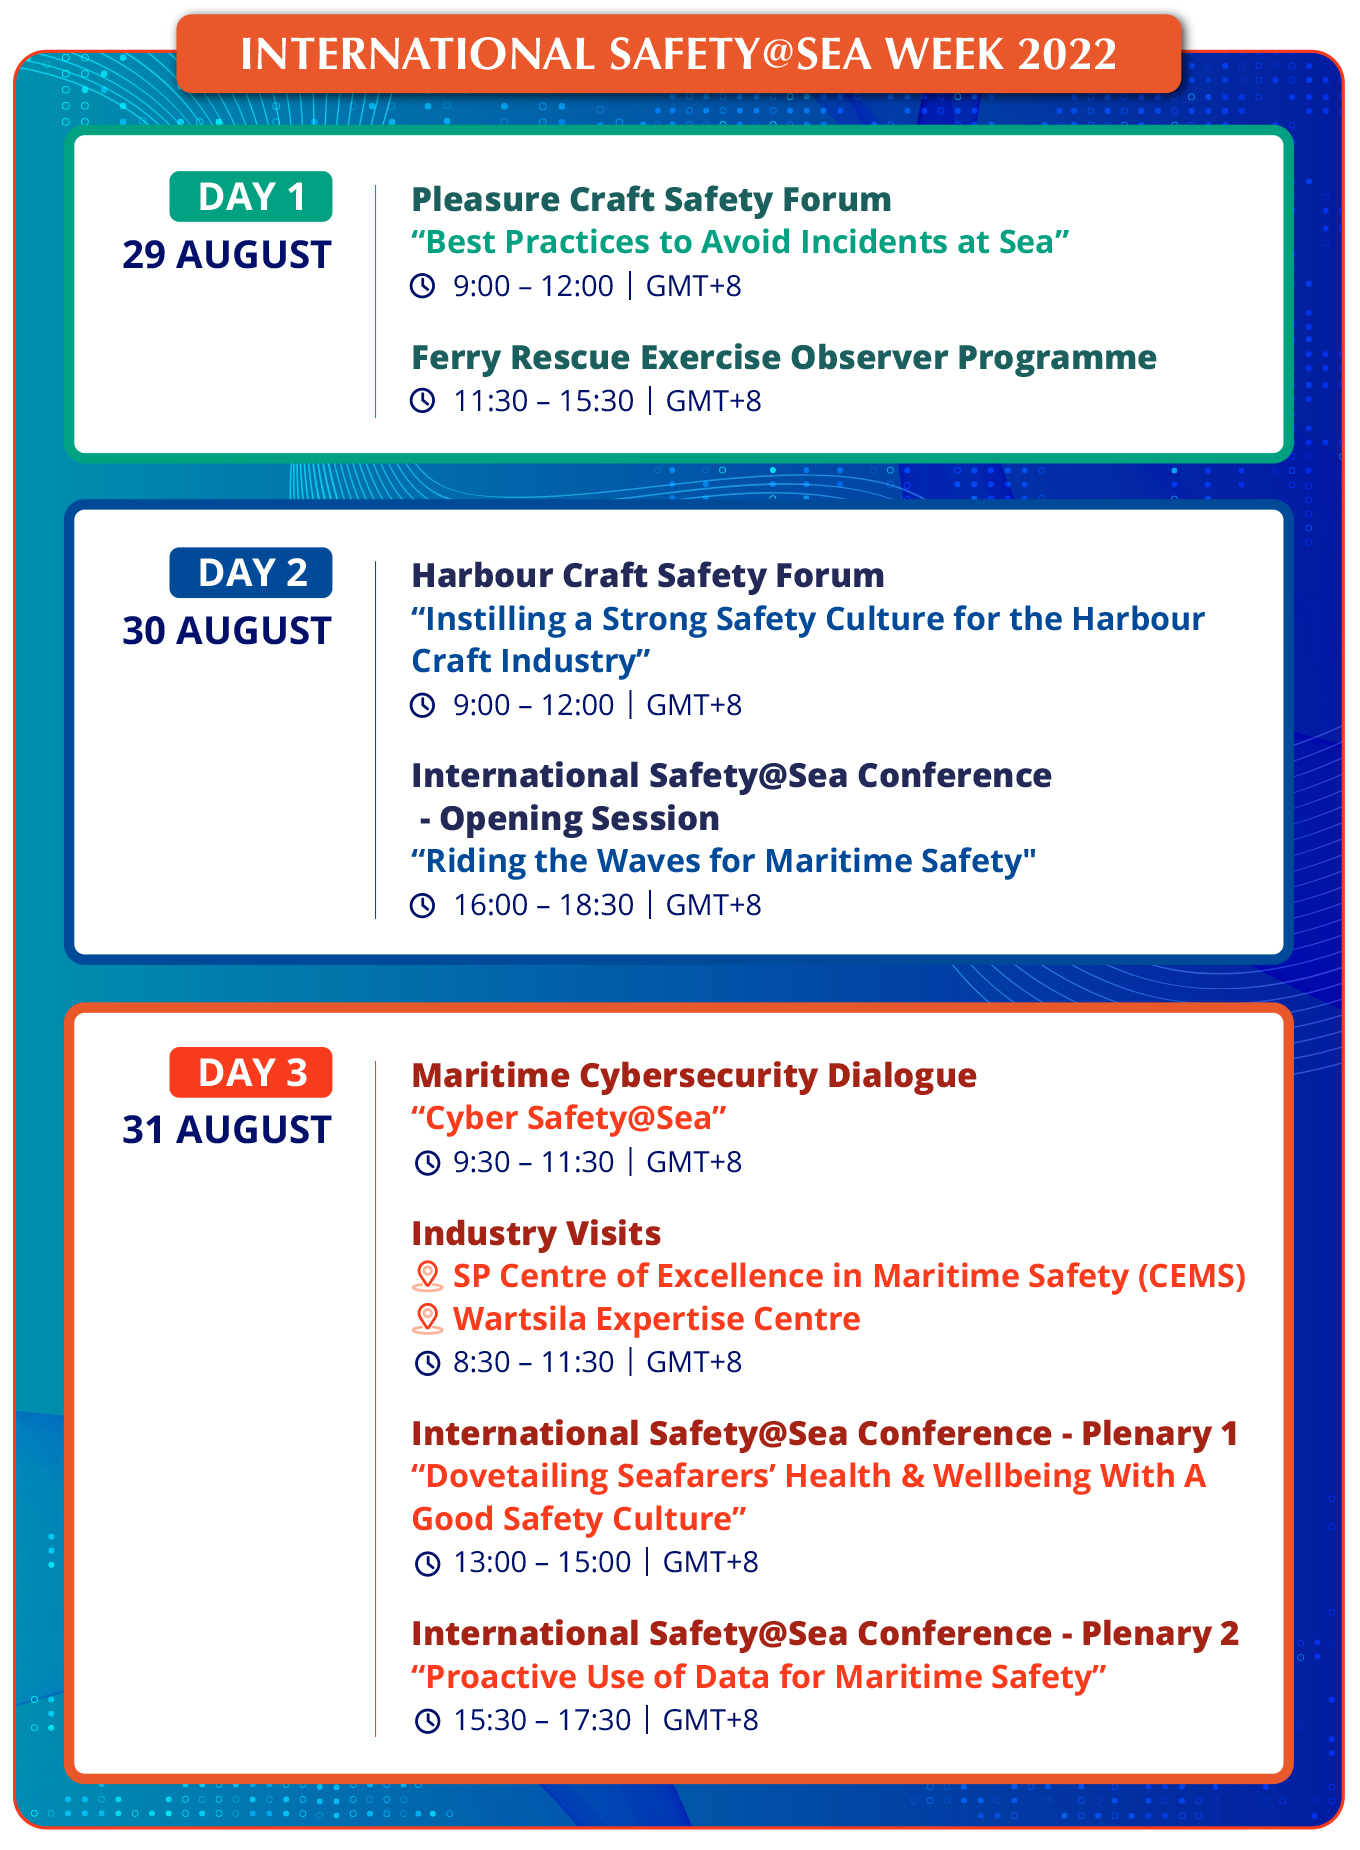 INTERNATIONAL SAFETY@SEA WEEK 2022
DAY 1
29 AUGUST
Pleasure Craft Safety Forum
“Best Practices to Avoid Incidents at Sea”
9:00 – 12:00 | GMT+8
Ferry Rescue Exercise Observer Programme
11:30 – 15:30 | GMT+8
DAY 2
30 AUGUST
Harbour Craft Safety Forum
“Instilling a Strong Safety Culture for the Harbour
Craft Industry”
9:00 – 12:00 | GMT+8
International Safety@Sea Conference
- Opening Session
“Riding the Waves for Maritime Safety"
16:00 – 18:30 | GMT+8
DAY 3
31 AUGUST
Maritime Cybersecurity Dialogue
“Cyber Safety@Sea”
9:30 – 11:30 | GMT+8
Industry Visits
SP Centre of Excellence in Maritime Safety (CEMS)
Wartsila Expertise Centre
8:30 – 11:30 | GMT+8
International Safety@Sea Conference - Plenary 1
“Dovetailing Seafarers’ Health & Wellbeing With A
Good Safety Culture”
13:00 – 15:00 | GMT+8
International Safety@Sea Conference - Plenary 2
“Proactive Use of Data for Maritime Safety”
15:30 – 17:30 | GMT+8